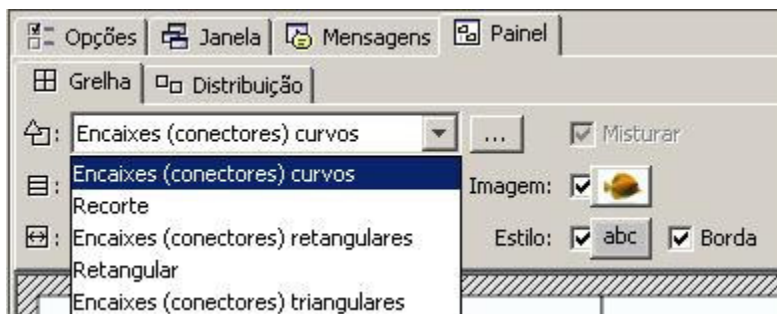 Opções Janela Mensagens Painel
Grelha Distribuição
: Encaixes (conectores) curvos ... Misturar
Encaixes (conectores) curvos
: Imagem:
Recorte
: Encaixes (conectores) retangulares Estilo: abc Borda
Retangular
Encaixes (conectores) triangulares